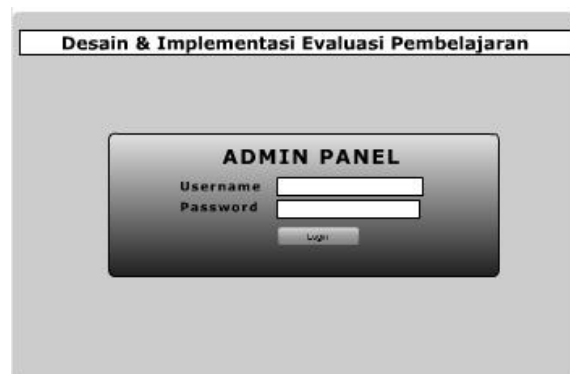 Desain & Implementasi Evaluasi Pembelajaran
ADMIN PANEL
Username
Password
Login